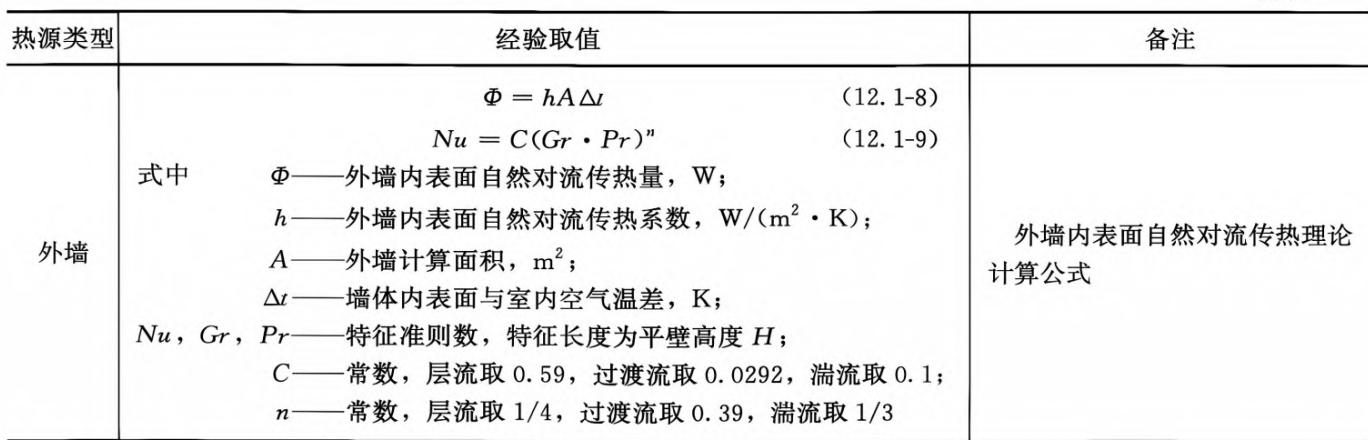 热源类型 经验取值 备注
Φ = hAΔt (12.1-8)
Nu = C(Gr · Pr)ⁿ (12.1-9)
式中 Φ——外墙内表面自然对流传热量，W；
h——外墙内表面自然对流传热系数，W/(m²·K)；
A——外墙计算面积，m²；
Δt——墙体内表面与室内空气温差，K；
Nu，Gr，Pr——特征准则数，特征长度为平壁高度 H；
C——常数，层流取 0.59，过渡流取 0.0292，湍流取 0.1；
n——常数，层流取 1/4，过渡流取 0.39，湍流取 1/3
外墙
外墙内表面自然对流传热理论
计算公式